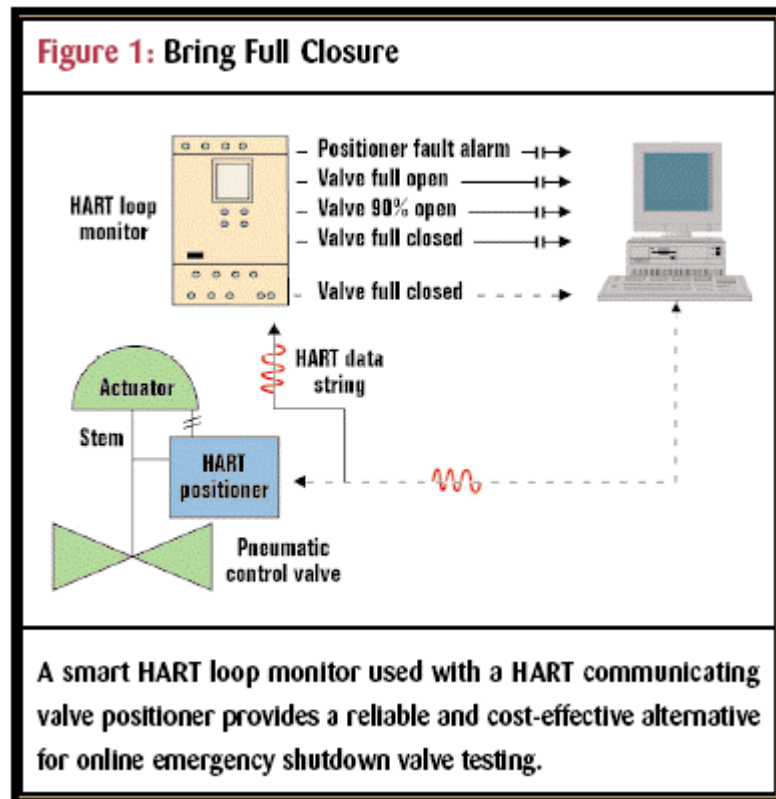 Figure 1: Bring Full Closure
HART loop
monitor
Positioner fault alarm
Valve full open
Valve 90% open
Valve full closed
Valve full closed
HART data
string
Actuator
Stem
HART
positioner
Pneumatic
control valve
A smart HART loop monitor used with a HART communicating
valve positioner provides a reliable and cost-effective alternative
for online emergency shutdown valve testing.